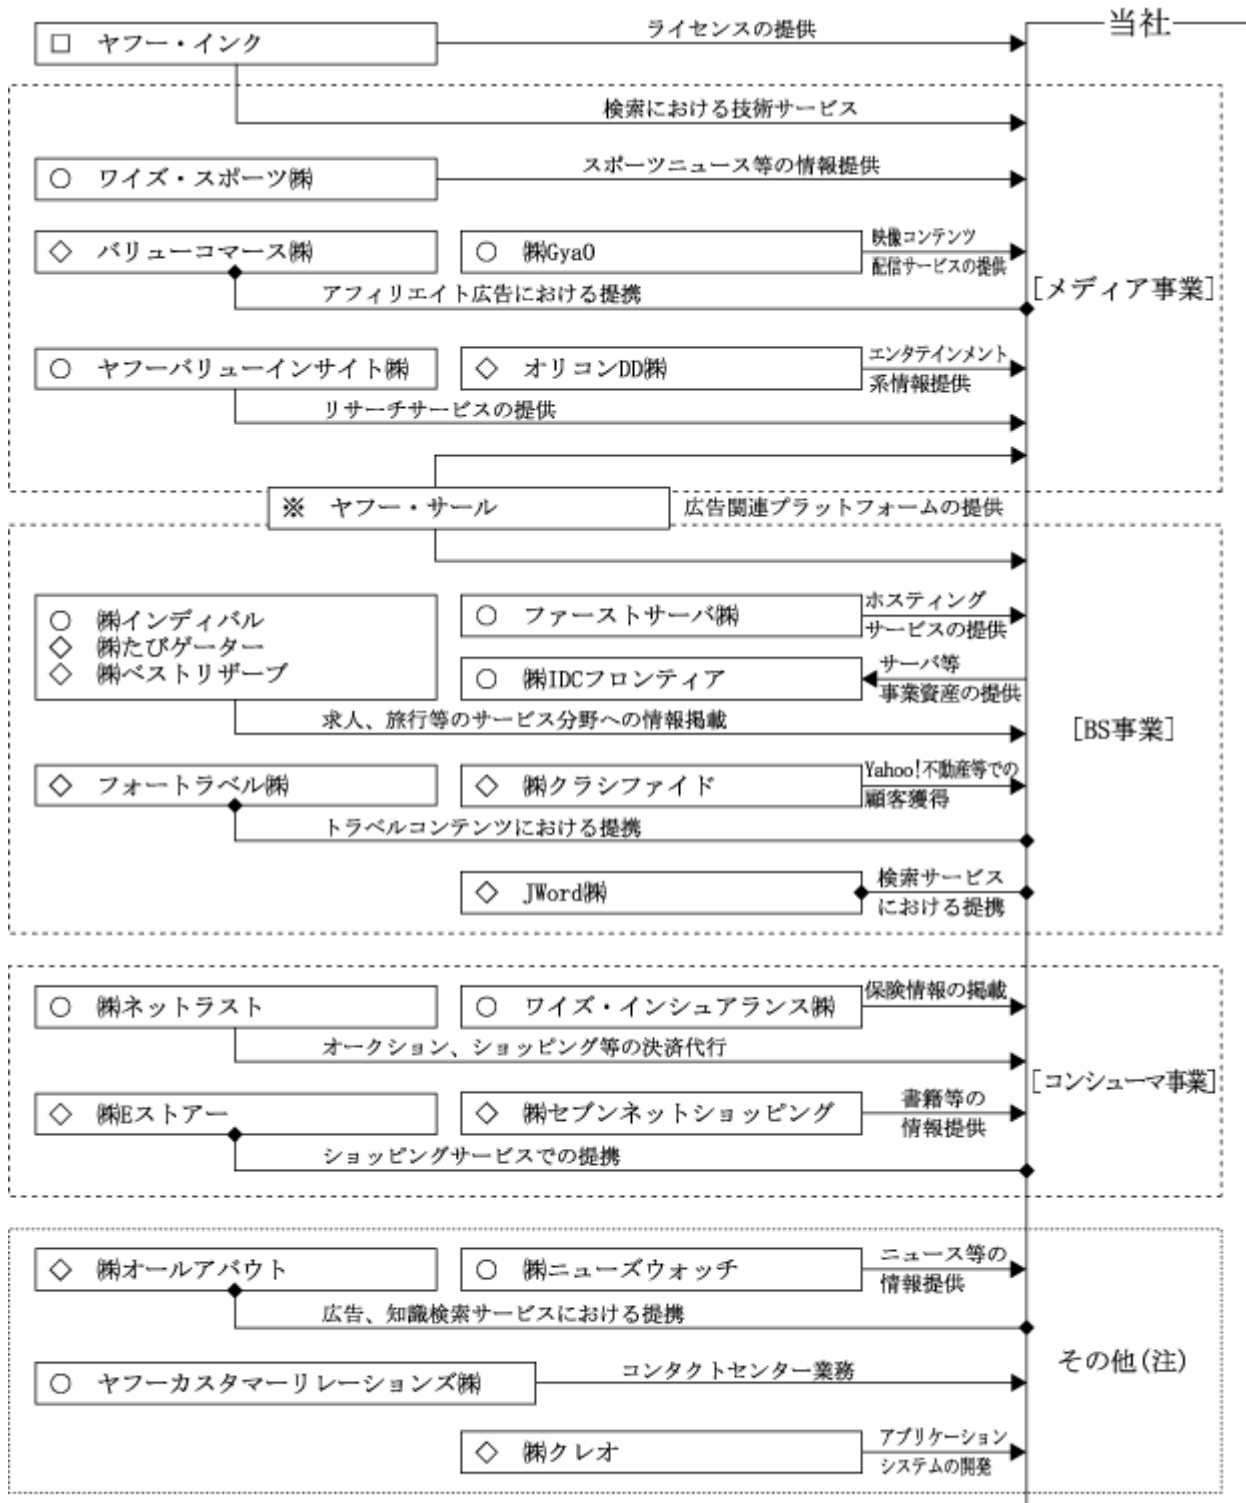 当社
□ ヤフー・インク
ライセンスの提供
検索における技術サービス
○ ワイズ・スポーツ㈱
スポーツニュース等の情報提供
◇ バリューコマース㈱
○ ㈱GyaO
映像コンテンツ
配信サービスの提供
アフィリエイト広告における提携
[メディア事業]
○ ヤフーバリューインサイト㈱
◇ オリコンDD㈱
エンタテインメント
系情報提供
リサーチサービスの提供
※ ヤフー・サール
広告関連プラットフォームの提供
○ ㈱インディバル
◇ ㈱たびゲーター
◇ ㈱ベストリザーブ
○ ファーストサーバ㈱
ホスティング
サービスの提供
○ ㈱IDCフロンティア
サーバ等
事業資産の提供
求人、旅行等のサービス分野への情報掲載
[BS事業]
◇ フォートラベル㈱
◇ ㈱クラシファイド
Yahoo!不動産等での
顧客獲得
トラベルコンテンツにおける提携
◇ JWord㈱
検索サービス
における提携
○ ㈱ネットラスト
○ ワイズ・インシュアランス㈱
保険情報の掲載
オークション、ショッピング等の決済代行
[コンシューマ事業]
◇ ㈱Eストアー
◇ ㈱セブンネットショッピング
書籍等の
情報提供
ショッピングサービスでの提携
◇ ㈱オールアバウト
○ ㈱ニューズウォッチ
ニュース等の
情報提供
広告、知識検索サービスにおける提携
その他(注)
○ ヤフーカスタマーリレーションズ㈱
コンタクトセンター業務
◇ ㈱クレオ
アプリケーション
システムの開発